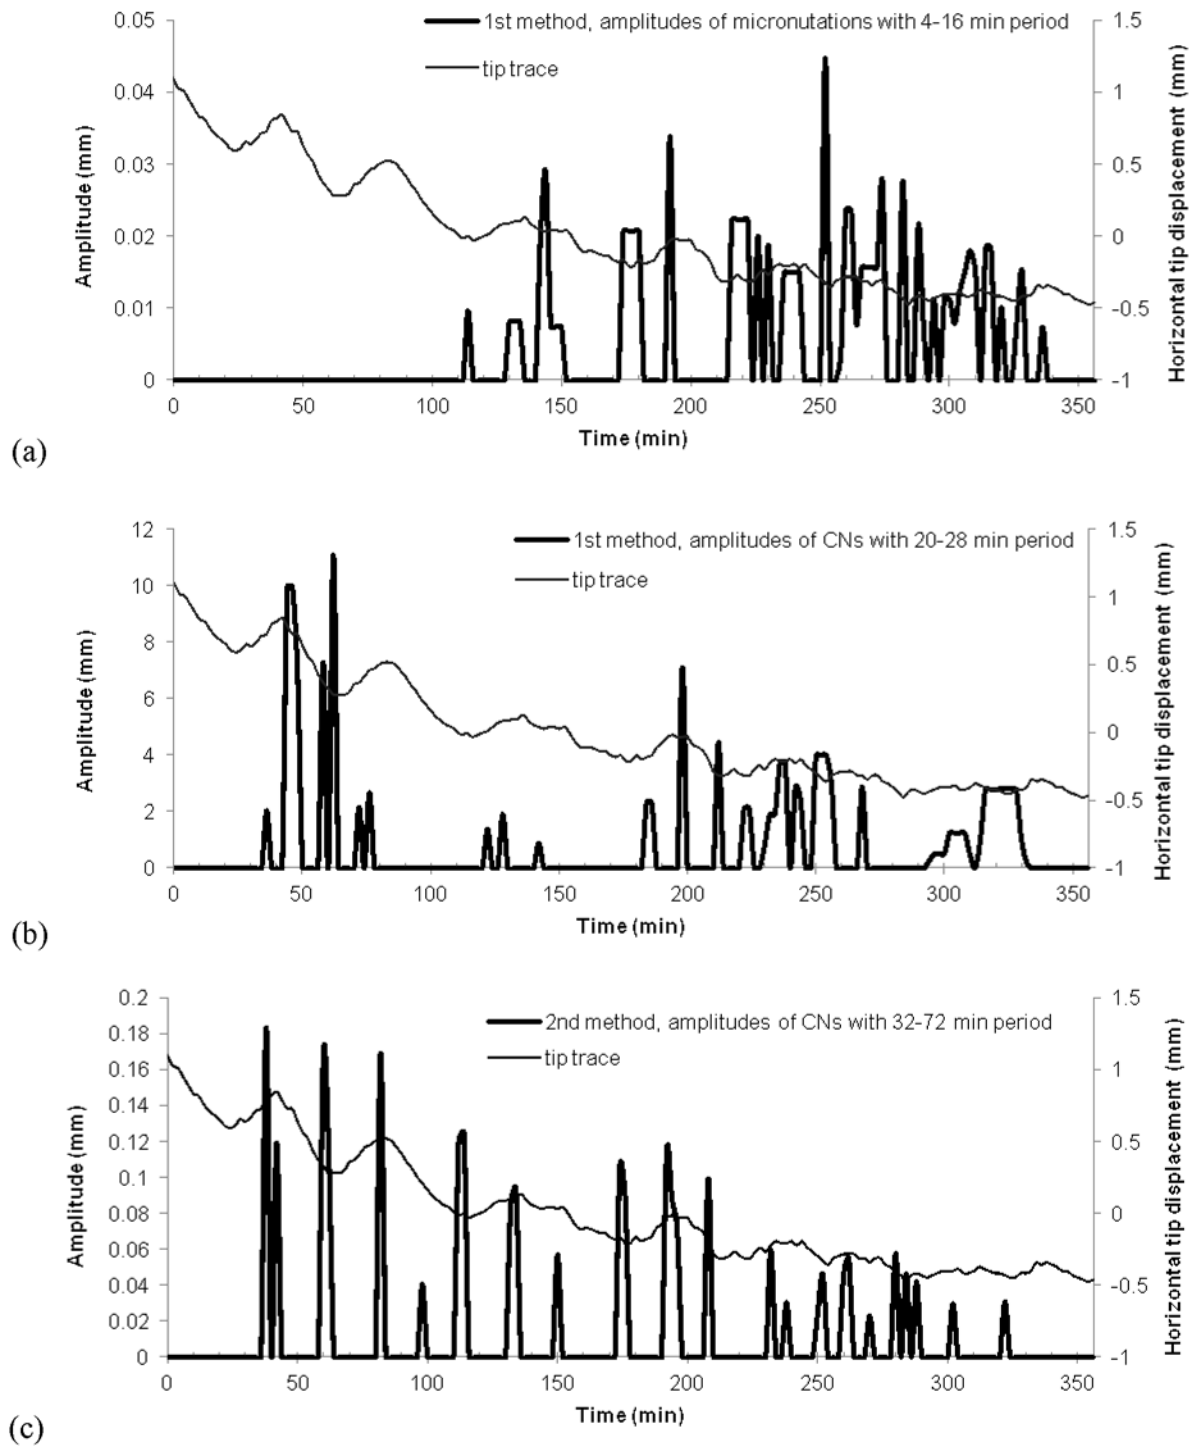 1st method, amplitudes of micronutations with 4-16 min period
tip trace
Amplitude (mm)
0.05
0.04
0.03
0.02
0.01
0
1.5
1
0.5
0
-0.5
-1
Horizontal tip displacement (mm)
0 50 100 150 200 250 300 350
Time (min)
(a)
1st method, amplitudes of CNs with 20-28 min period
tip trace
Amplitude (mm)
12
10
8
6
4
2
0
1.5
1
0.5
0
-0.5
-1
Horizontal tip displacement (mm)
0 50 100 150 200 250 300 350
Time (min)
(b)
2nd method, amplitudes of CNs with 32-72 min period
tip trace
Amplitude (mm)
0.2
0.18
0.16
0.14
0.12
0.1
0.08
0.06
0.04
0.02
0
1.5
1
0.5
0
-0.5
-1
Horizontal tip displacement (mm)
0 50 100 150 200 250 300 350
Time (min)
(c)